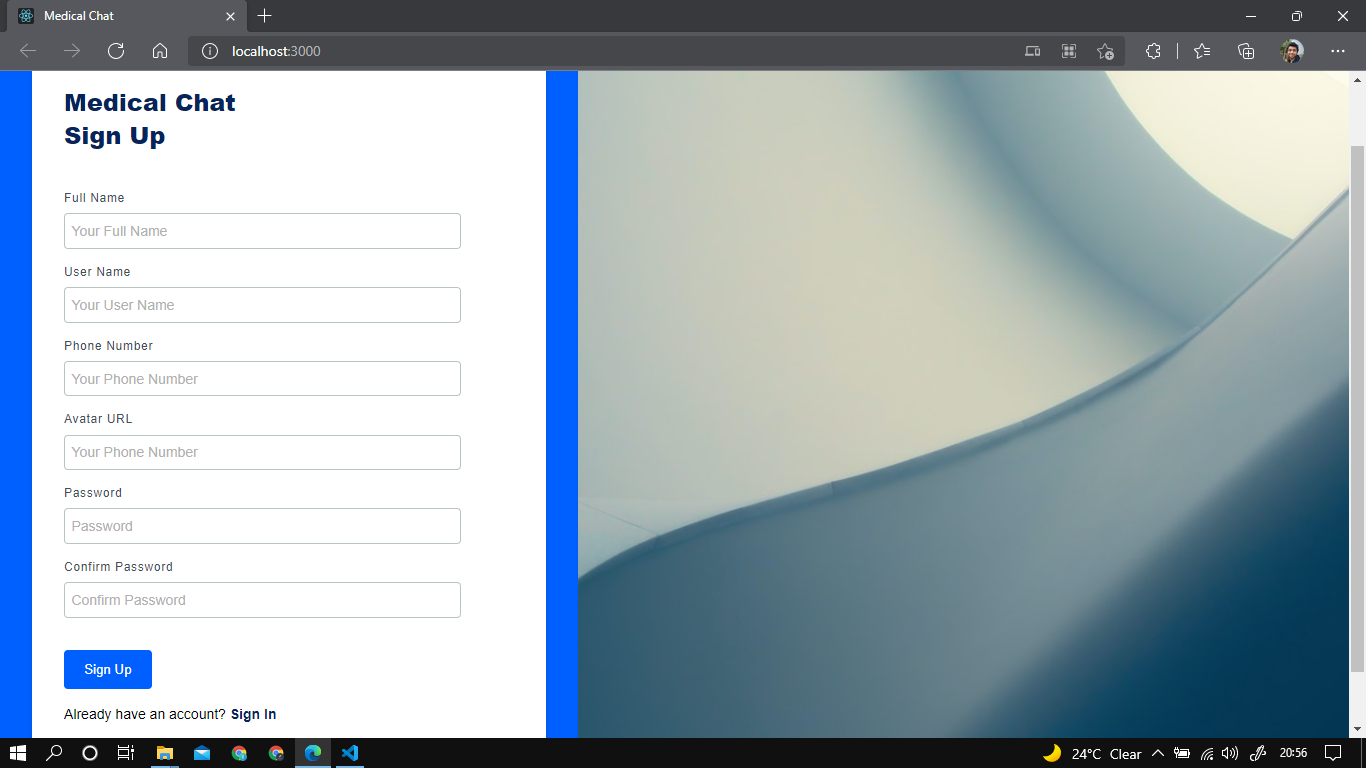 Medical Chat
localhost:3000
Medical Chat
Sign Up
Full Name
Your Full Name
User Name
Your User Name
Phone Number
Your Phone Number
Avatar URL
Your Phone Number
Password
Password
Confirm Password
Confirm Password
Sign Up
Already have an account? Sign In
24°C Clear
20:56